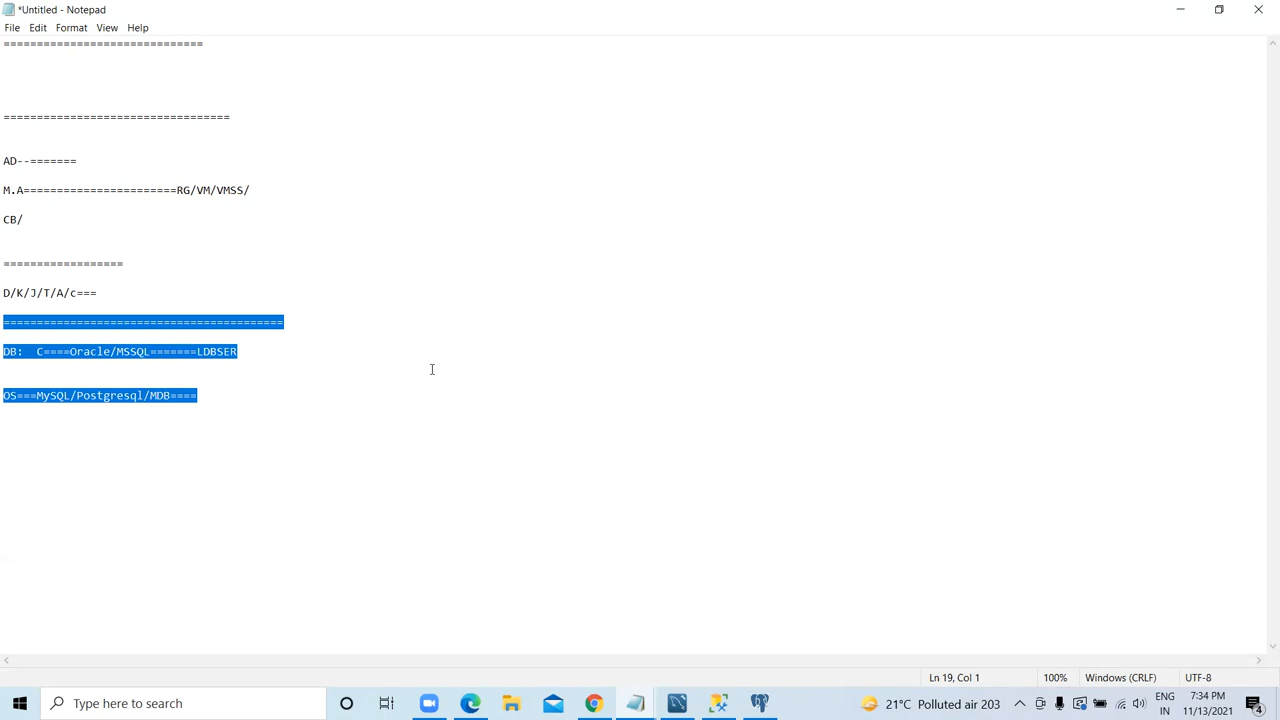 *Untitled - Notepad
File Edit Format View Help
==============================
==================================
AD--=======
M.A=======================RG/VM/VMSS/
CB/
==================
D/K/J/T/A/c===
==========================================
DB:  C====Oracle/MSSQL=======LDBSER
OS===MySQL/Postgresql/MDB====
Ln 19, Col 1 100% Windows (CRLF) UTF-8
Type here to search
21°C Polluted air 203
ENG
IN
7:34 PM
11/13/2021
4